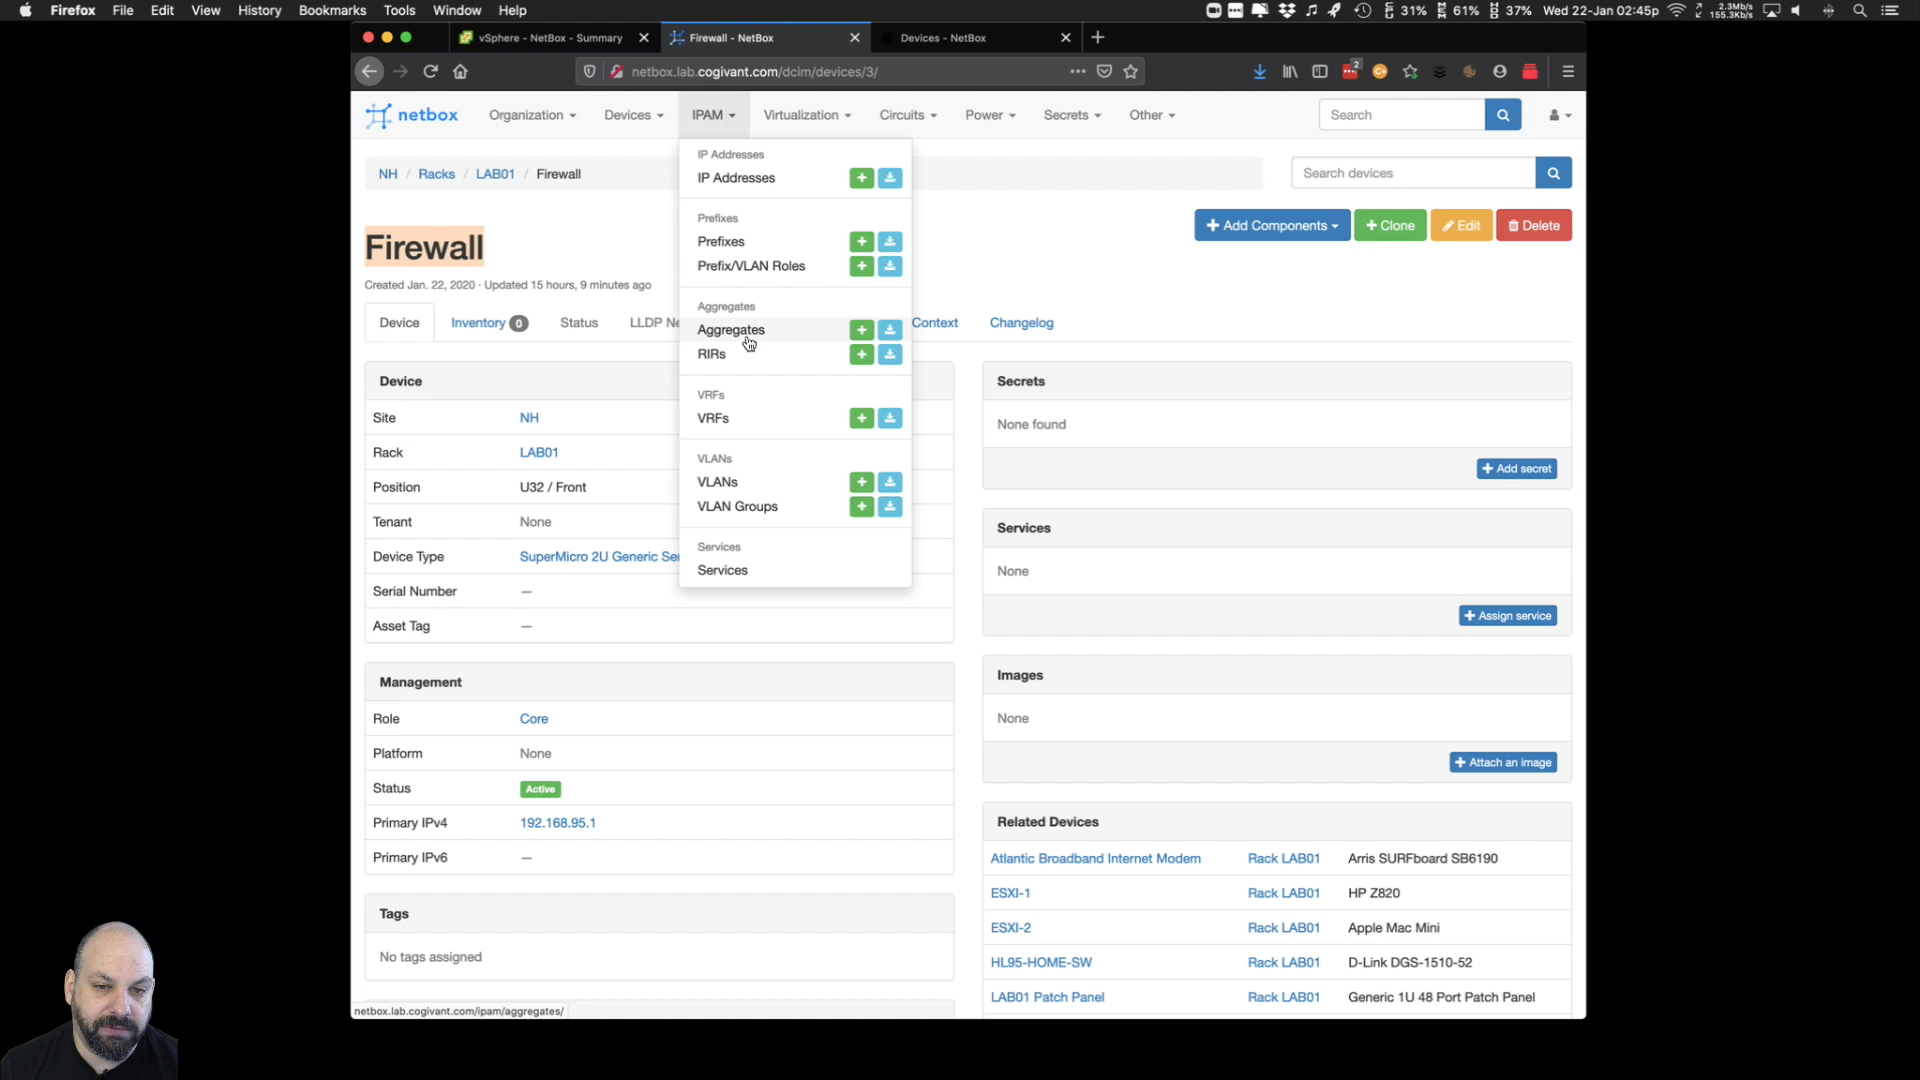 Firefox File Edit View History Bookmarks Tools Window Help 31% 61% 37% Wed 22-Jan 02:45p 2.3Mb/s 155.3Kb/s
vSphere - NetBox - Summary Firewall - NetBox Devices - NetBox
netbox.lab.cogivant.com/dcim/devices/3/ 2
netbox Organization Devices IPAM Virtualization Circuits Power Secrets Other Search
NH / Racks / LAB01 / Firewall Search devices
IP Addresses
IP Addresses
Prefixes
Prefixes
Prefix/VLAN Roles
Aggregates
Aggregates
RIRs
VRFs
VRFs
VLANs
VLANs
VLAN Groups
Services
Services
Add Components Clone Edit Delete
Firewall
Created Jan. 22, 2020 · Updated 15 hours, 9 minutes ago
Device Inventory 0 Status LLDP Ne Context Changelog
Device
Site NH
Rack LAB01
Position U32 / Front
Tenant None
Device Type SuperMicro 2U Generic Se
Serial Number —
Asset Tag —
Management
Role Core
Platform None
Status Active
Primary IPv4 192.168.95.1
Primary IPv6 —
Tags
No tags assigned
Secrets
None found
Add secret
Services
None
Assign service
Images
None
Attach an image
Related Devices
Atlantic Broadband Internet Modem Rack LAB01 Arris SURFboard SB6190
ESXI-1 Rack LAB01 HP Z820
ESXI-2 Rack LAB01 Apple Mac Mini
HL95-HOME-SW Rack LAB01 D-Link DGS-1510-52
LAB01 Patch Panel Rack LAB01 Generic 1U 48 Port Patch Panel
netbox.lab.cogivant.com/ipam/aggregates/